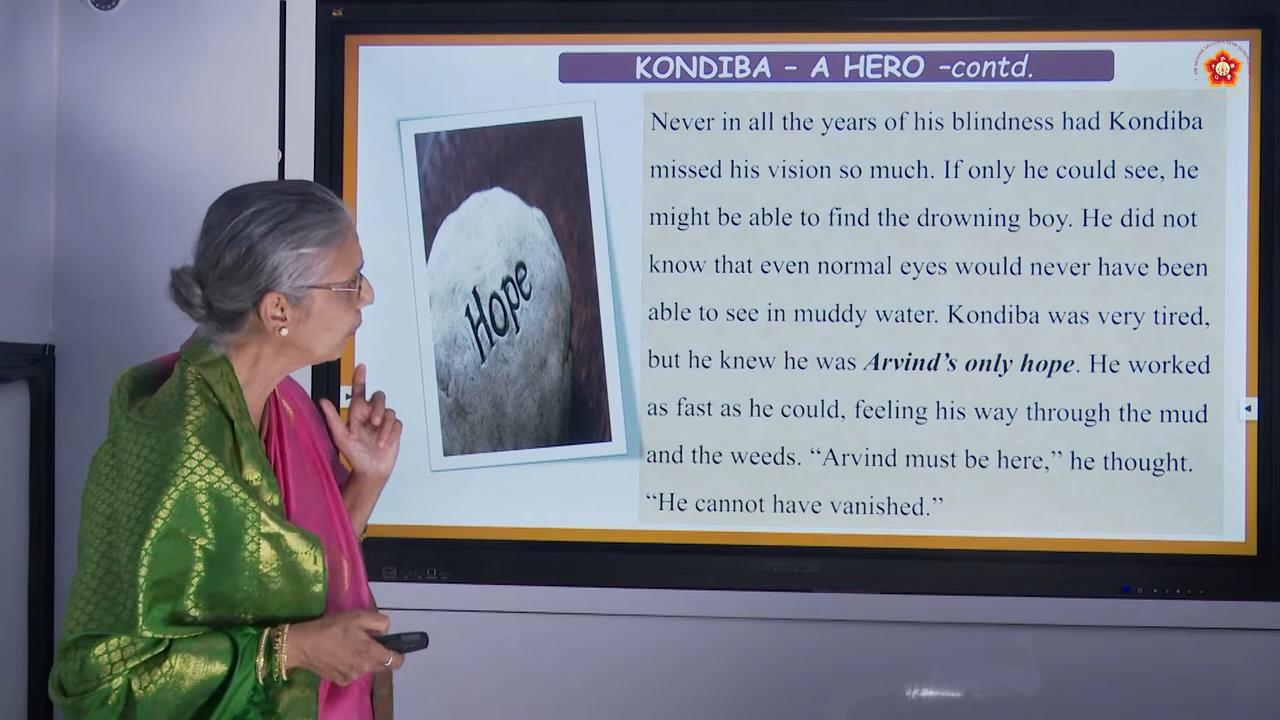 KONDIBA – A HERO -contd.
Hope
Never in all the years of his blindness had Kondiba
missed his vision so much. If only he could see, he
might be able to find the drowning boy. He did not
know that even normal eyes would never have been
able to see in muddy water. Kondiba was very tired,
but he knew he was Arvind’s only hope. He worked
as fast as he could, feeling his way through the mud
and the weeds. “Arvind must be here,” he thought.
“He cannot have vanished.”